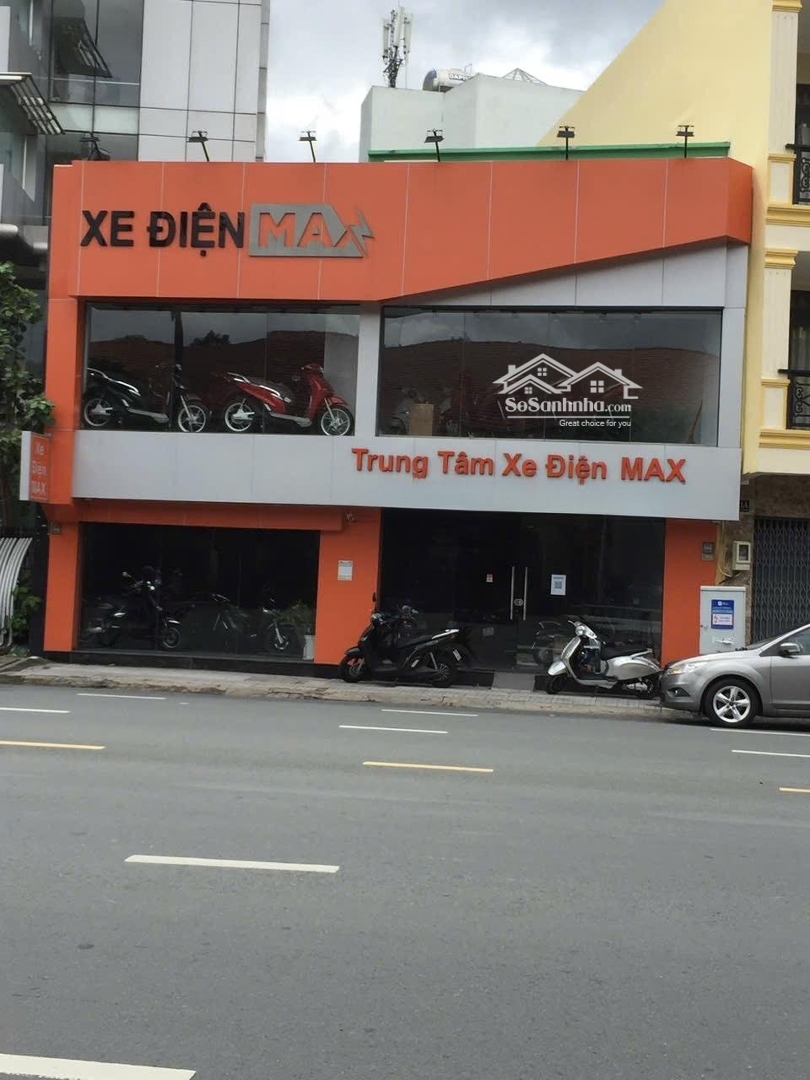 XE ĐIỆN MAX
SoSanhnha.com
Great choice for you
Trung Tâm Xe Điện MAX
Xe
Điện
MAX